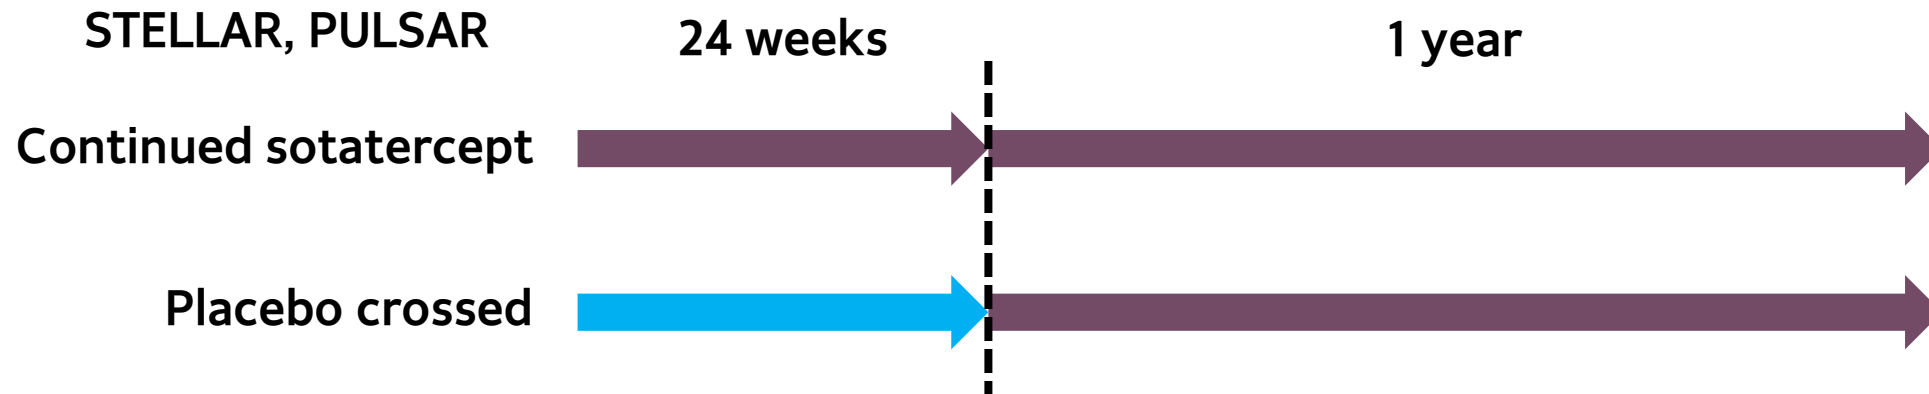 STELLAR, PULSAR
24 weeks
1 year
Continued sotatercept
Placebo crossed